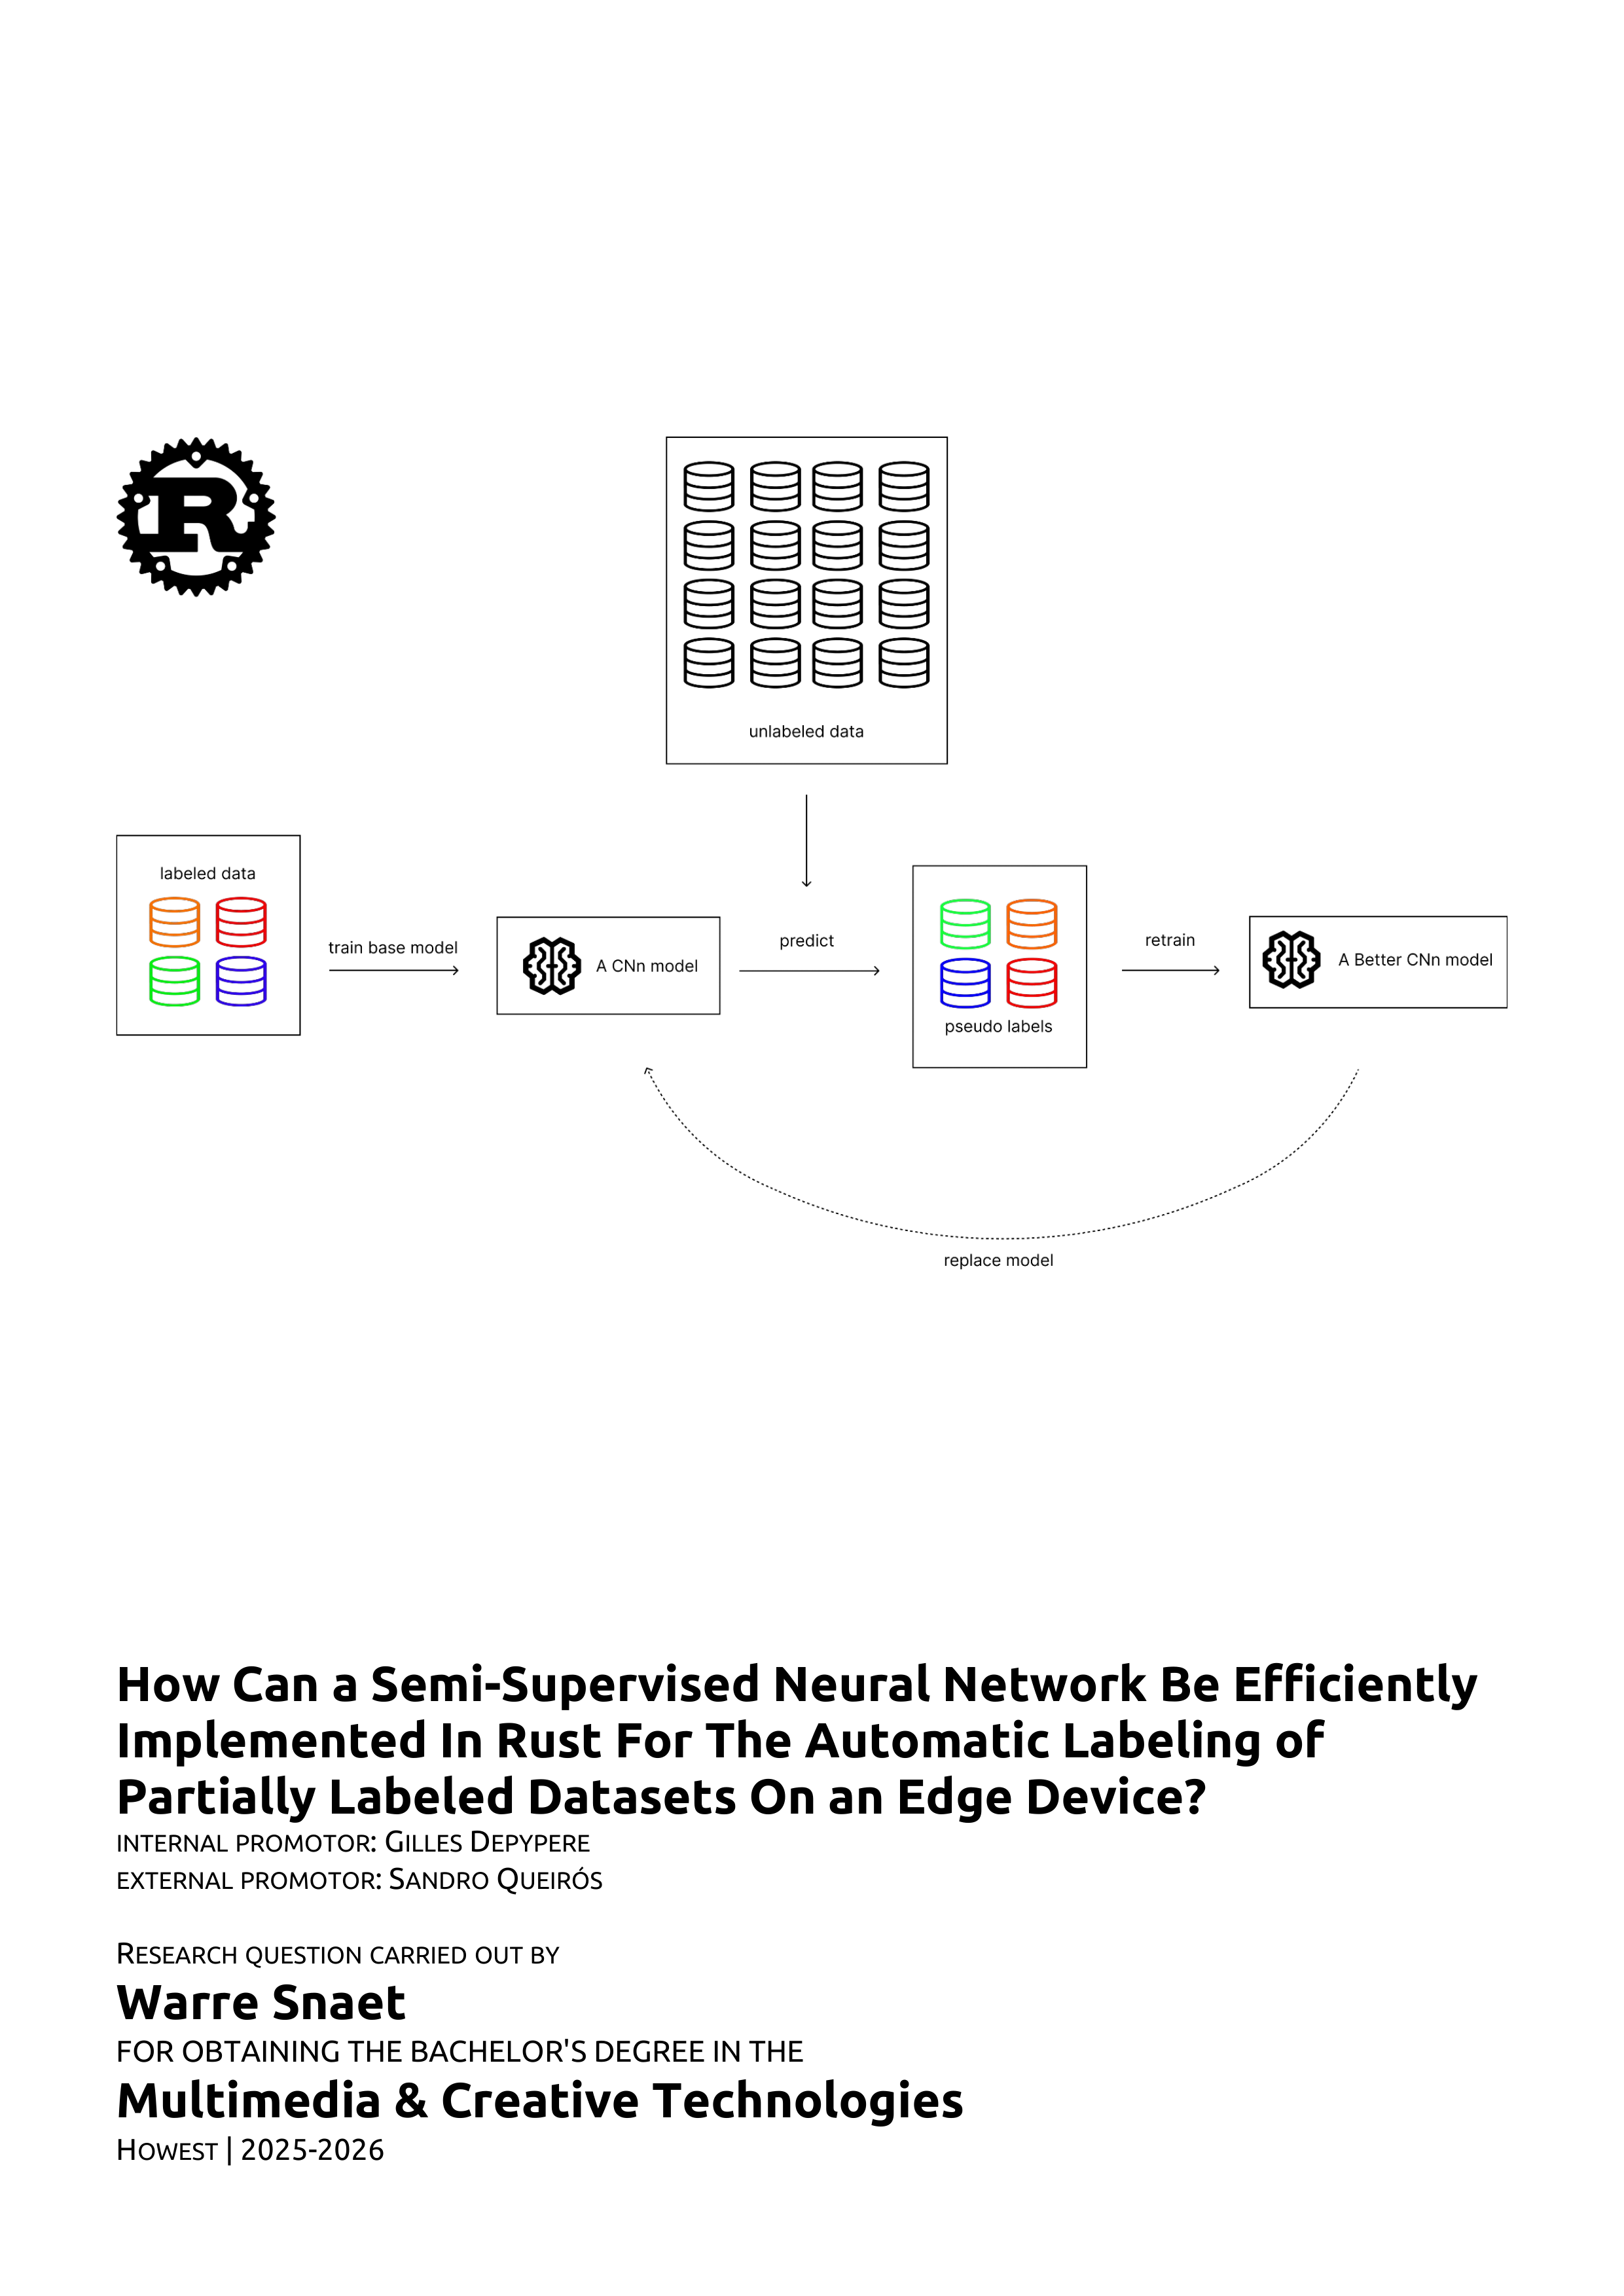 R
unlabeled data
labeled data
train base model
A CNn model
predict
pseudo labels
retrain
A Better CNn model
replace model
How Can a Semi-Supervised Neural Network Be Efficiently
Implemented In Rust For The Automatic Labeling of
Partially Labeled Datasets On an Edge Device?
INTERNAL PROMOTOR: GILLES DEPYPERE
EXTERNAL PROMOTOR: SANDRO QUEIRÓS
RESEARCH QUESTION CARRIED OUT BY
Warre Snaet
FOR OBTAINING THE BACHELOR'S DEGREE IN THE
Multimedia & Creative Technologies
HOWEST | 2025-2026